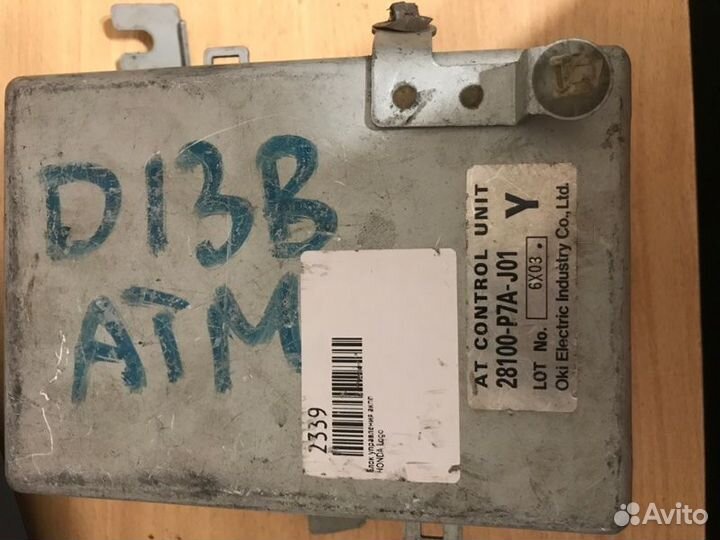 D13B
ATM
AT CONTROL UNIT
28100-P7A-J01 Y
LOT No. 6X03.
Oki Electric Industry Co., Ltd.
2339
Блок управления акпп
HONDA Logo
Avito